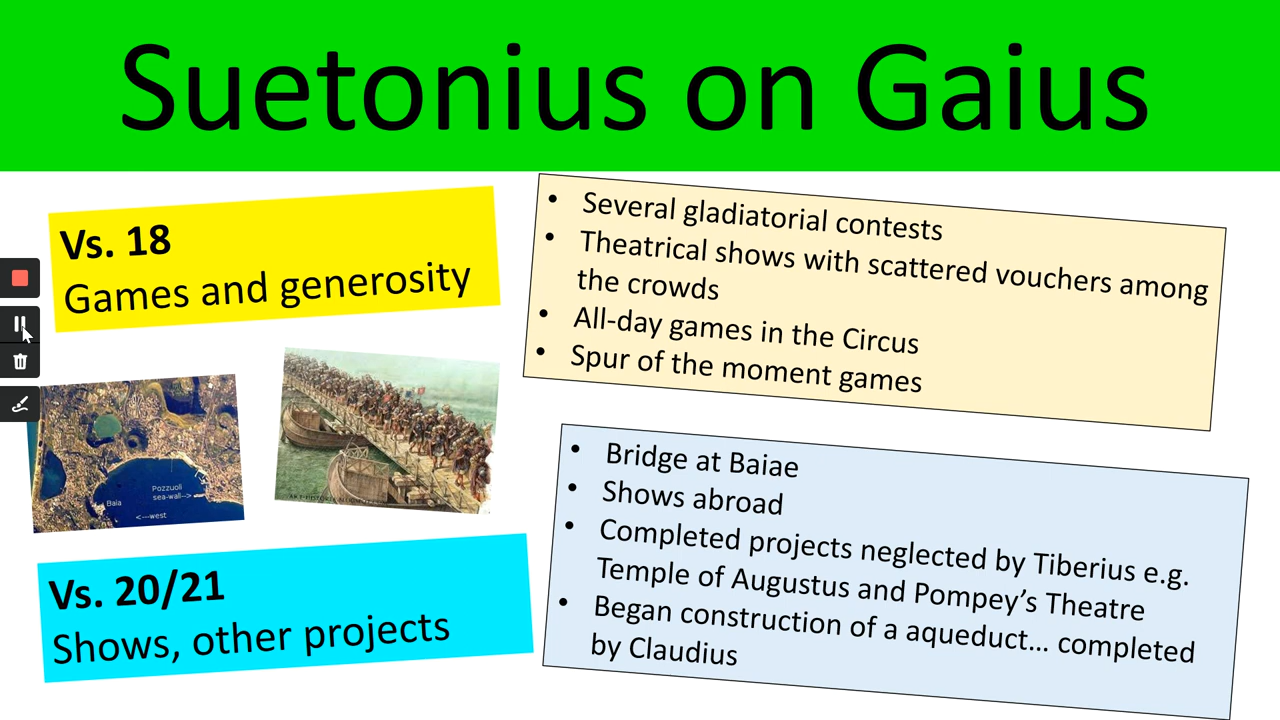 Suetonius on Gaius
Vs. 18
Games and generosity
• Several gladiatorial contests
• Theatrical shows with scattered vouchers among
the crowds
• All-day games in the Circus
• Spur of the moment games
Pozzuoli
sea-wall-->
Baia
<---west
Vs. 20/21
Shows, other projects
• Bridge at Baiae
• Shows abroad
• Completed projects neglected by Tiberius e.g.
Temple of Augustus and Pompey’s Theatre
• Began construction of a aqueduct... completed
by Claudius